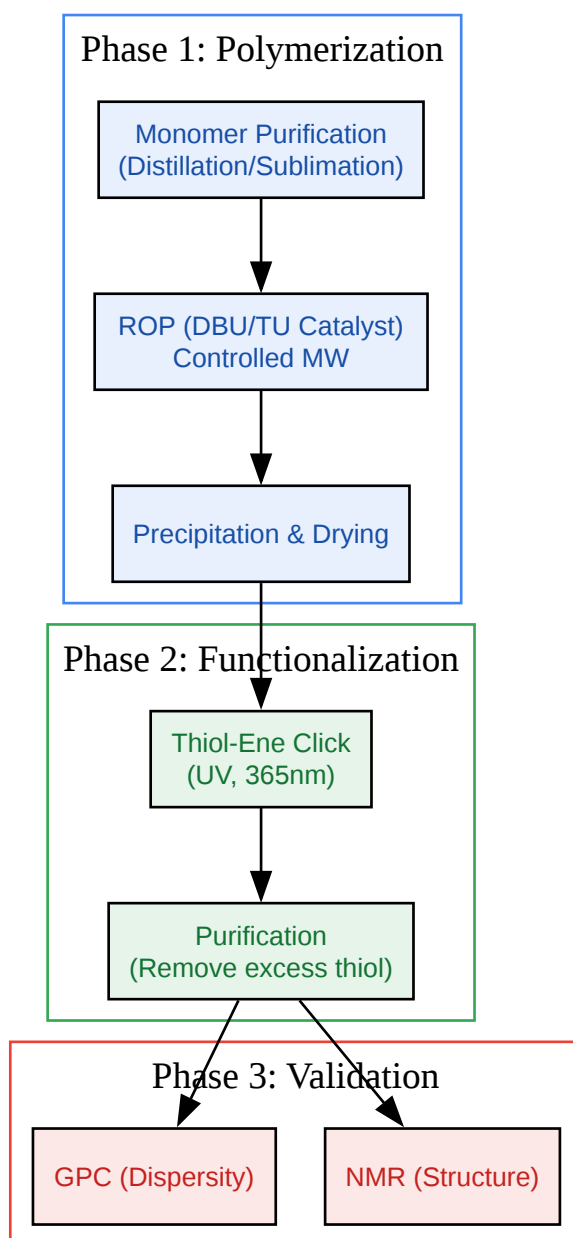 Phase 1: Polymerization
Monomer Purification
(Distillation/Sublimation)
ROP (DBU/TU Catalyst)
Controlled MW
Precipitation & Drying
Phase 2: Functionalization
Thiol-Ene Click
(UV, 365nm)
Purification
(Remove excess thiol)
Phase 3: Validation
GPC (Dispersity)
NMR (Structure)